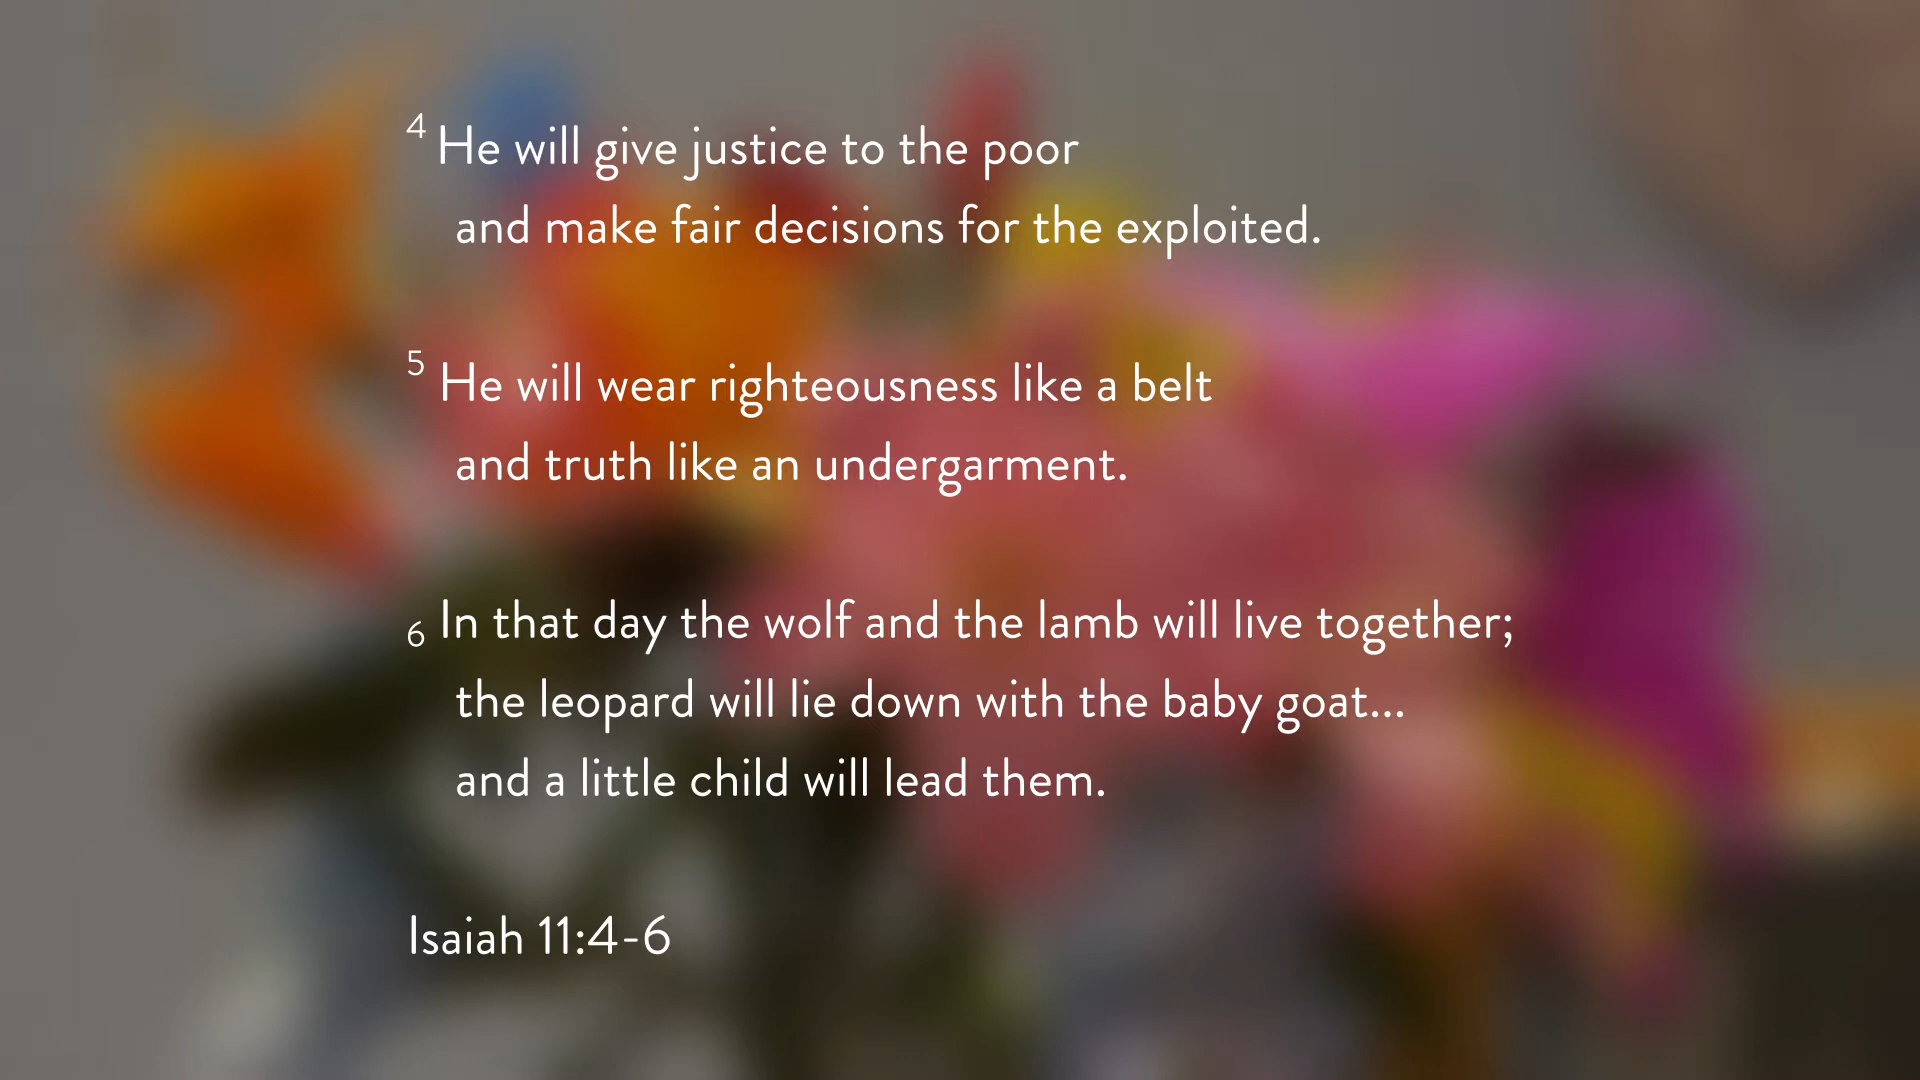 4 He will give justice to the poor
and make fair decisions for the exploited.
5 He will wear righteousness like a belt
and truth like an undergarment.
6 In that day the wolf and the lamb will live together;
the leopard will lie down with the baby goat...
and a little child will lead them.
Isaiah 11:4-6